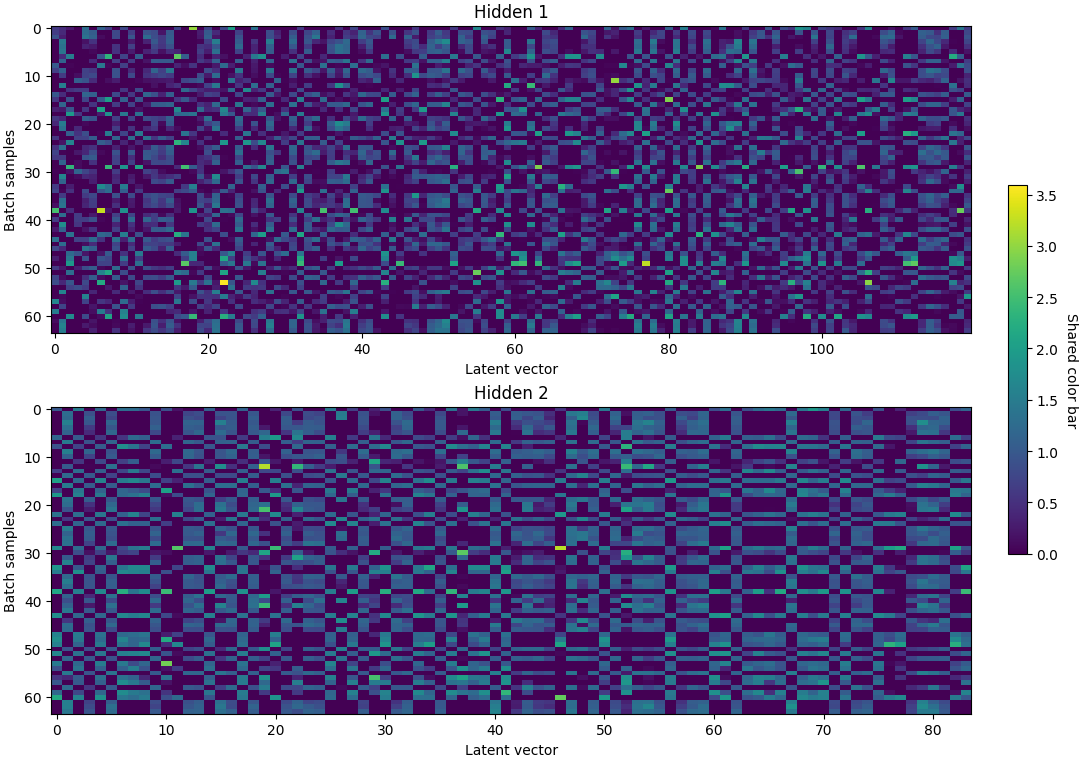 Hidden 1
0
10
20
30
40
50
60
Batch samples
0 20 40 60 80 100
Latent vector
Hidden 2
0
10
20
30
40
50
60
Batch samples
0 10 20 30 40 50 60 70 80
Latent vector
3.5
3.0
2.5
2.0
1.5
1.0
0.5
0.0
Shared color bar